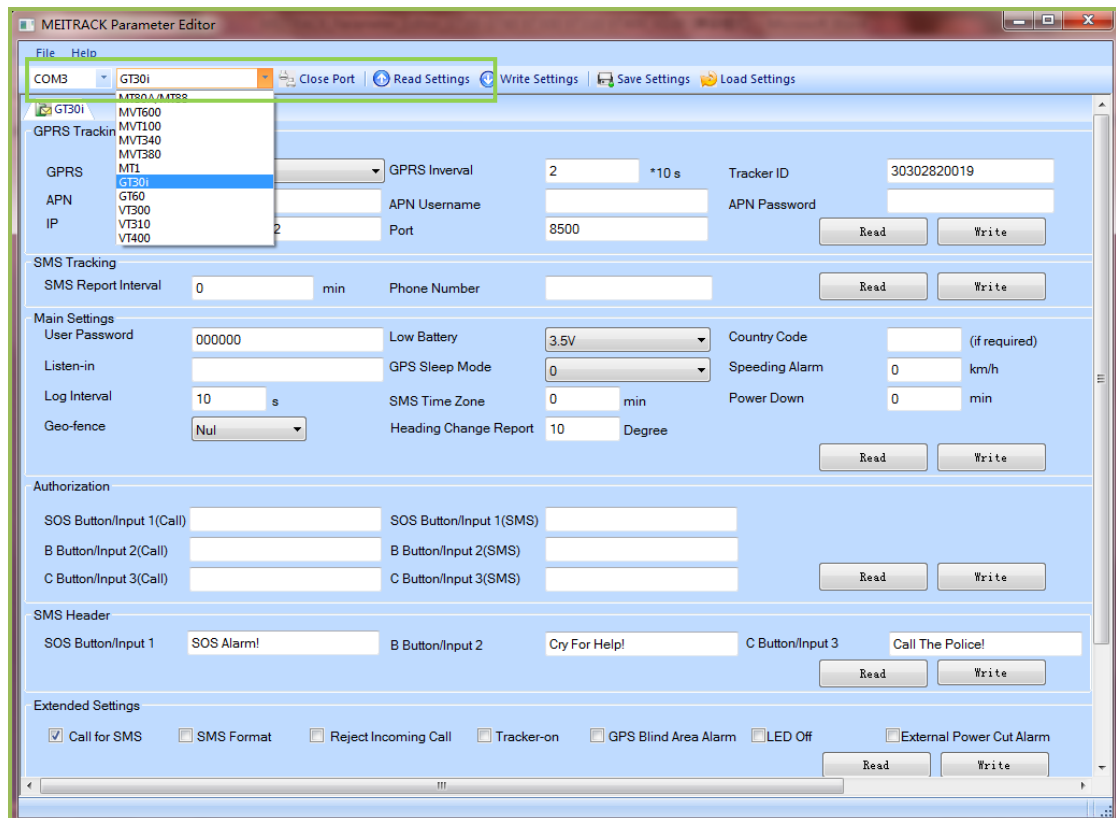 MEITRACK Parameter Editor
File Help
COM3 GT30i Close Port Read Settings Write Settings Save Settings Load Settings
MT80A/MT88
GT30i MVT600
MVT100
GPRS Trackin MVT340
MVT380
GPRS MT1 GPRS Inverval 2 *10 s Tracker ID 30302820019
GT30i
APN GT60 APN Username APN Password
VT300
IP VT310 2 Port 8500 Read Write
VT400
SMS Tracking
SMS Report Interval 0 min Phone Number Read Write
Main Settings
User Password 000000 Low Battery 3.5V Country Code (if required)
Listen-in GPS Sleep Mode 0 Speeding Alarm 0 km/h
Log Interval 10 s SMS Time Zone 0 min Power Down 0 min
Geo-fence Nul Heading Change Report 10 Degree
Read Write
Authorization
SOS Button/Input 1(Call) SOS Button/Input 1(SMS)
B Button/Input 2(Call) B Button/Input 2(SMS)
C Button/Input 3(Call) C Button/Input 3(SMS) Read Write
SMS Header
SOS Button/Input 1 SOS Alarm! B Button/Input 2 Cry For Help! C Button/Input 3 Call The Police!
Read Write
Extended Settings
Call for SMS SMS Format Reject Incoming Call Tracker-on GPS Blind Area Alarm LED Off External Power Cut Alarm
Read Write